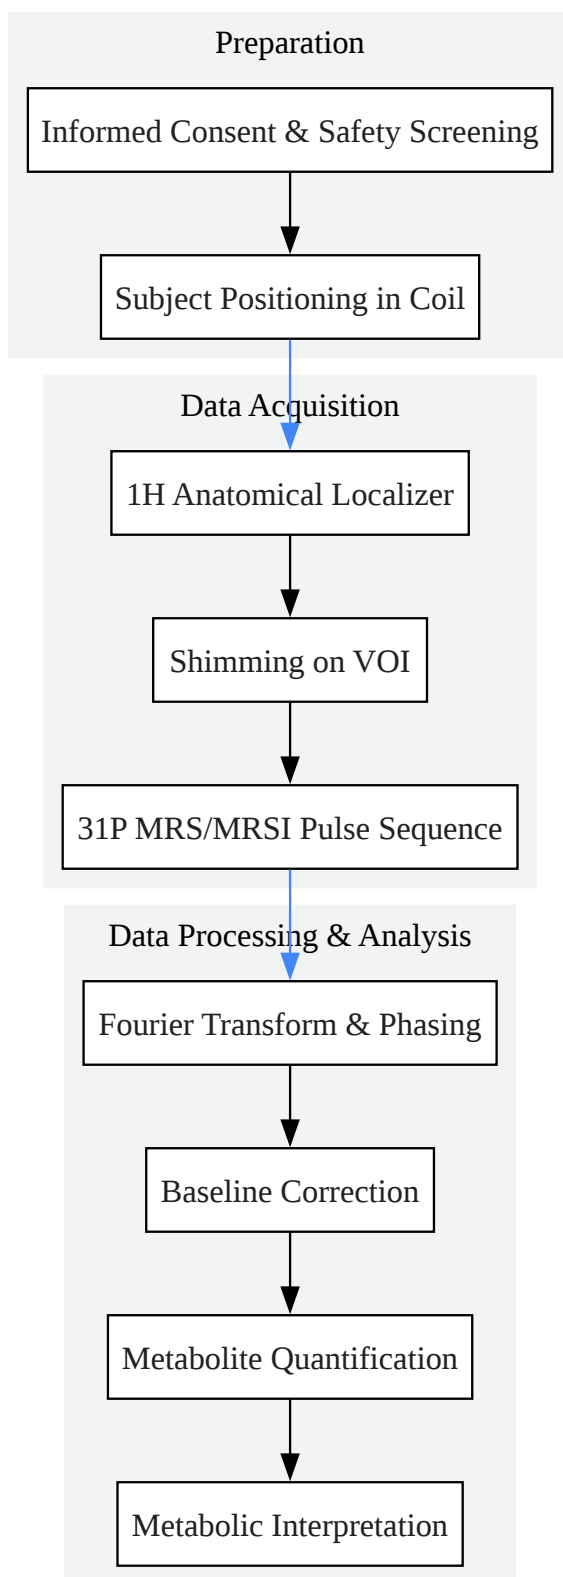 Preparation
Informed Consent & Safety Screening
Subject Positioning in Coil
Data Acquisition
1H Anatomical Localizer
Shimming on VOI
31P MRS/MRSI Pulse Sequence
Data Processing & Analysis
Fourier Transform & Phasing
Baseline Correction
Metabolite Quantification
Metabolic Interpretation